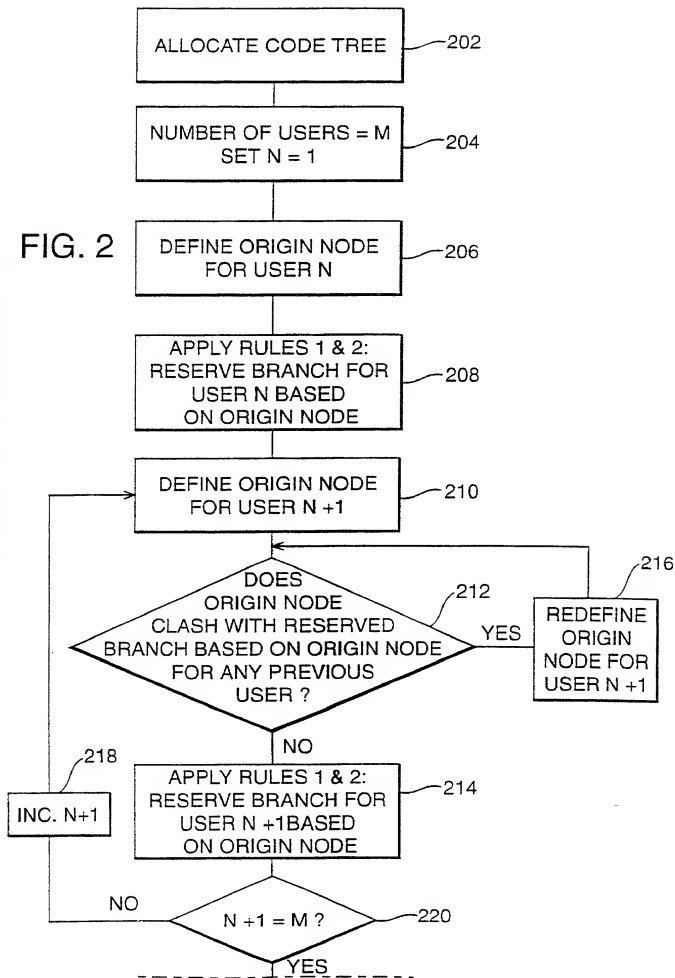 ALLOCATE CODE TREE
202
NUMBER OF USERS = M
SET N = 1
204
FIG. 2
DEFINE ORIGIN NODE
FOR USER N
206
APPLY RULES 1 & 2:
RESERVE BRANCH FOR
USER N BASED
ON ORIGIN NODE
208
DEFINE ORIGIN NODE
FOR USER N +1
210
DOES
ORIGIN NODE
CLASH WITH RESERVED
BRANCH BASED ON ORIGIN NODE
FOR ANY PREVIOUS
USER ?
212
YES
216
REDEFINE
ORIGIN
NODE FOR
USER N +1
NO
218
INC. N+1
APPLY RULES 1 & 2:
RESERVE BRANCH FOR
USER N +1BASED
ON ORIGIN NODE
214
NO
N +1 = M ?
220
YES